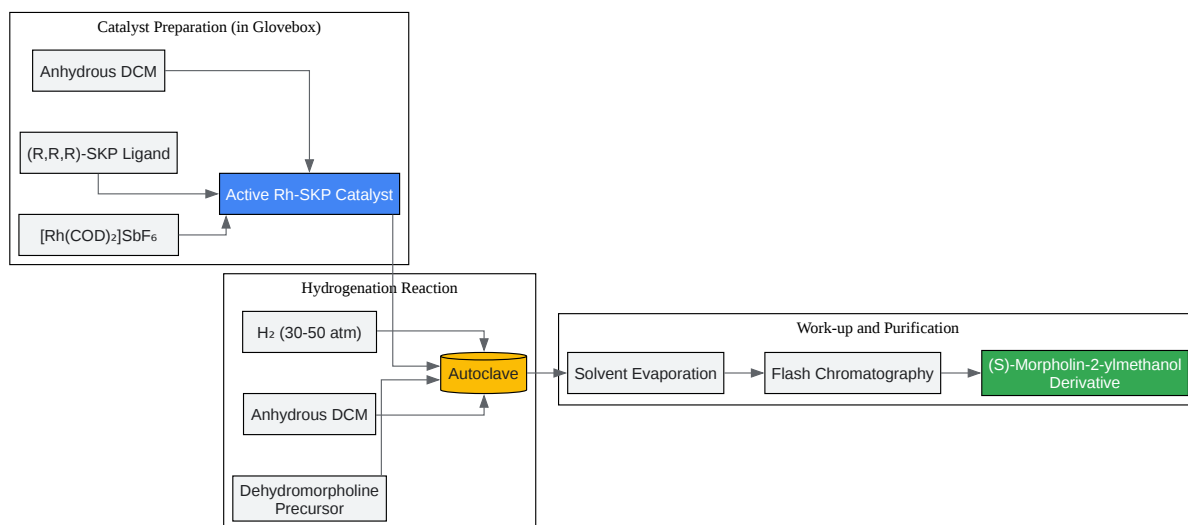 Catalyst Preparation (in Glovebox)
Anhydrous DCM
(R,R,R)-SKP Ligand
Active Rh-SKP Catalyst
[Rh(COD)₂]SbF₆
Hydrogenation Reaction
H₂ (30-50 atm)
Autoclave
Anhydrous DCM
Dehydromorpholine
Precursor
Work-up and Purification
Solvent Evaporation
Flash Chromatography
(S)-Morpholin-2-ylmethanol
Derivative